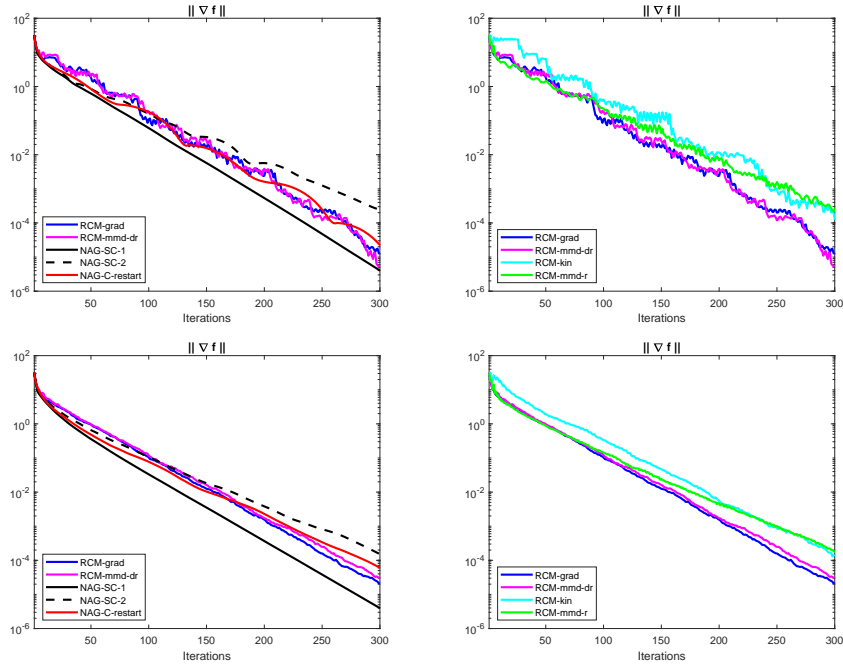 || ∇ f ||
10^2
10^0
10^-2
10^-4
10^-6
50 100 150 200 250 300
Iterations
RCM-grad
RCM-mmd-dr
NAG-SC-1
NAG-SC-2
NAG-C-restart
|| ∇ f ||
10^2
10^0
10^-2
10^-4
10^-6
50 100 150 200 250 300
Iterations
RCM-grad
RCM-mmd-dr
RCM-kin
RCM-mmd-r
|| ∇ f ||
10^2
10^0
10^-2
10^-4
10^-6
50 100 150 200 250 300
Iterations
RCM-grad
RCM-mmd-dr
NAG-SC-1
NAG-SC-2
NAG-C-restart
|| ∇ f ||
10^2
10^0
10^-2
10^-4
10^-6
50 100 150 200 250 300
Iterations
RCM-grad
RCM-mmd-dr
RCM-kin
RCM-mmd-r